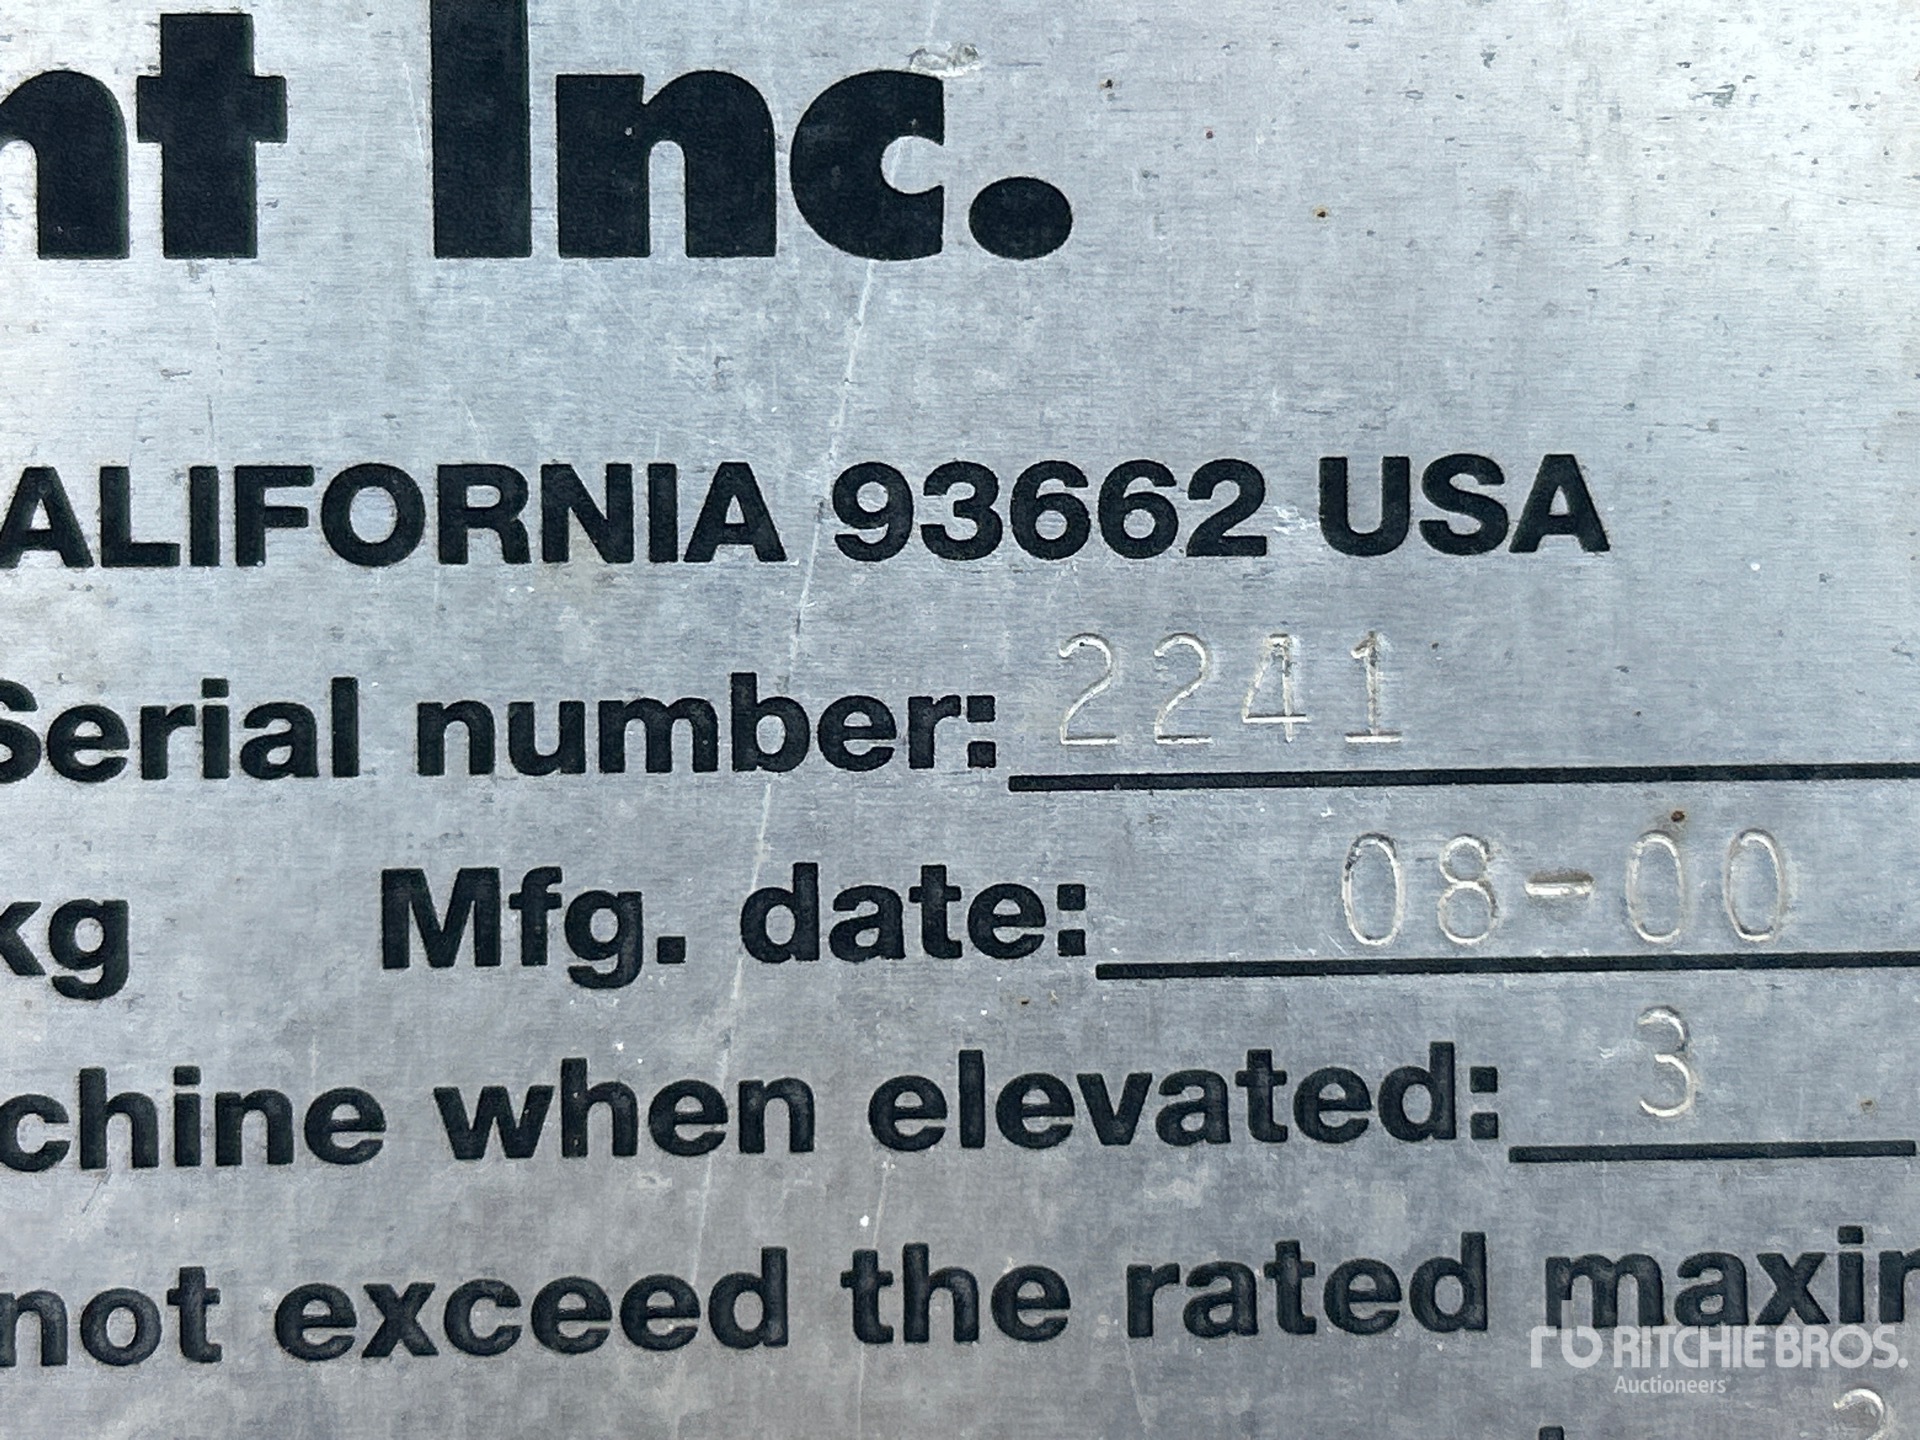 nt Inc.
ALIFORNIA 93662 USA
Serial number: 2241
kg Mfg. date: 08-00
chine when elevated: 3
not exceed the rated maxin
RITCHIE BROS.
Auctioneers